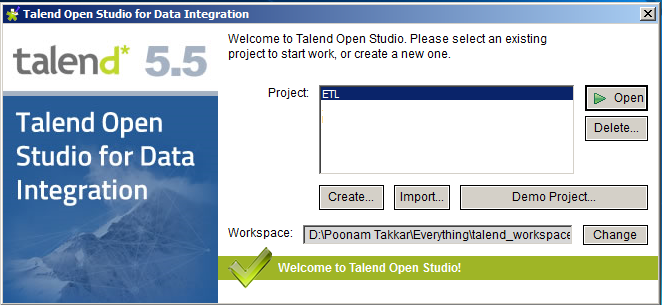 Talend Open Studio for Data Integration
talend* 5.5
Talend Open
Studio for Data
Integration
Welcome to Talend Open Studio. Please select an existing
project to start work, or create a new one.
Project:
ETL
Open
Delete...
Create... Import... Demo Project...
Workspace: D:\Poonam Takkar\Everything\talend_workspace Change
Welcome to Talend Open Studio!